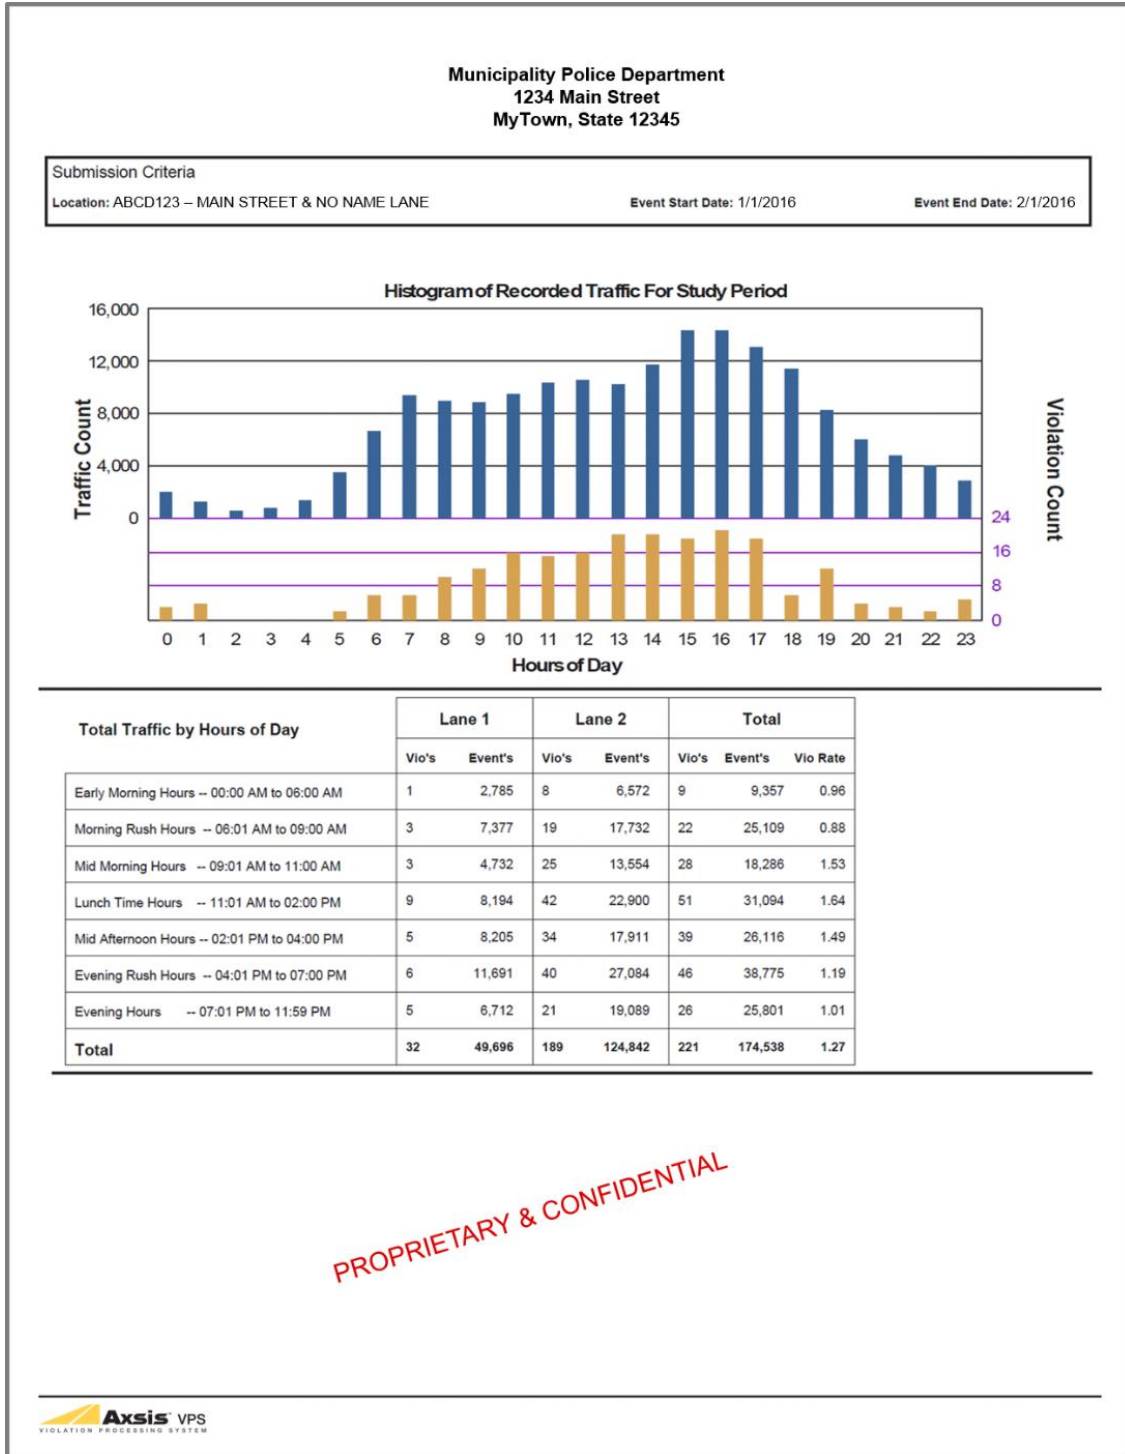 Municipality Police Department
1234 Main Street
MyTown, State 12345
Submission Criteria
Location: ABCD123 – MAIN STREET & NO NAME LANE Event Start Date: 1/1/2016 Event End Date: 2/1/2016
Histogram of Recorded Traffic For Study Period
16,000
12,000
8,000
4,000
0
Traffic Count
Violation Count
24
16
8
0
0 1 2 3 4 5 6 7 8 9 10 11 12 13 14 15 16 17 18 19 20 21 22 23
Hours of Day
Total Traffic by Hours of Day Lane 1 Lane 2 Total
Vio's Event's Vio's Event's Vio's Event's Vio Rate
Early Morning Hours -- 00:00 AM to 06:00 AM 1 2,785 8 6,572 9 9,357 0.96
Morning Rush Hours -- 06:01 AM to 09:00 AM 3 7,377 19 17,732 22 25,109 0.88
Mid Morning Hours -- 09:01 AM to 11:00 AM 3 4,732 25 13,554 28 18,286 1.53
Lunch Time Hours -- 11:01 AM to 02:00 PM 9 8,194 42 22,900 51 31,094 1.64
Mid Afternoon Hours -- 02:01 PM to 04:00 PM 5 8,205 34 17,911 39 26,116 1.49
Evening Rush Hours -- 04:01 PM to 07:00 PM 6 11,691 40 27,084 46 38,775 1.19
Evening Hours -- 07:01 PM to 11:59 PM 5 6,712 21 19,089 26 25,801 1.01
Total 32 49,696 189 124,842 221 174,538 1.27
PROPRIETARY & CONFIDENTIAL
Axsis™ VPS
VIOLATION PROCESSING SYSTEM